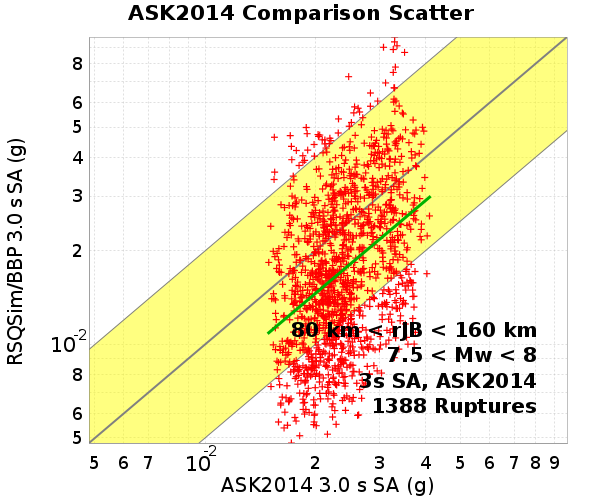 ASK2014 Comparison Scatter
RSQSim/BBP 3.0 s SA (g)
8
6
5
4
3
2
10-2
8
6
5
80 km < rJB < 160 km
7.5 < Mw < 8
3s SA, ASK2014
1388 Ruptures
5 6 7 10-2 2 3 4 5 6 7 8 9
ASK2014 3.0 s SA (g)